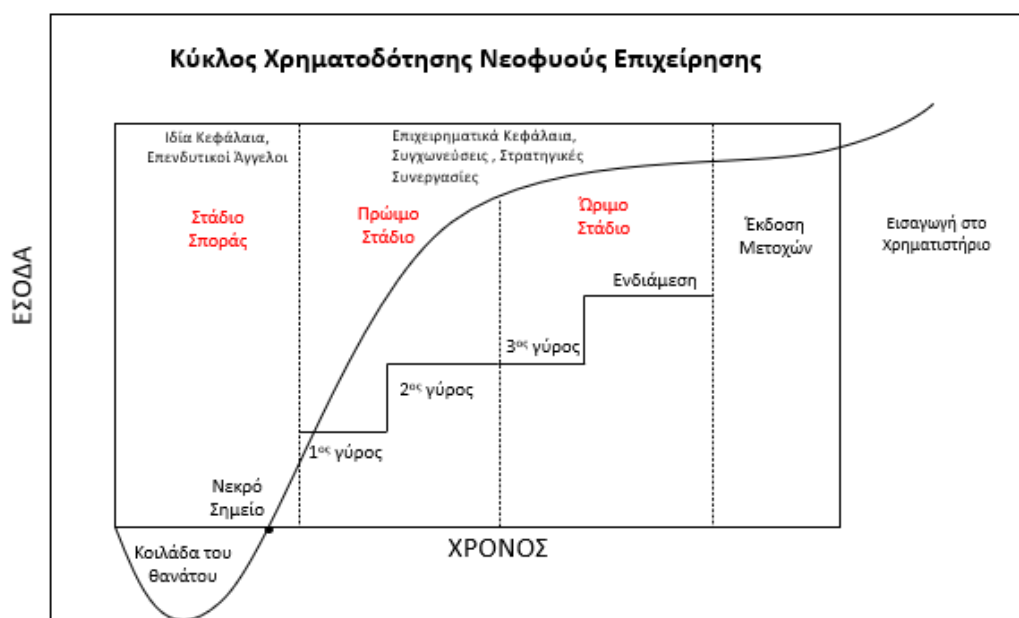 Κύκλος Χρηματοδότησης Νεοφυούς Επιχείρησης
Ιδία Κεφάλαια,
Επενδυτικοί Άγγελοι
Επιχειρηματικά Κεφάλαια,
Συγχωνεύσεις , Στρατηγικές
Συνεργασίες
Στάδιο
Σποράς
Πρώιμο
Στάδιο
Ώριμο
Στάδιο
Έκδοση
Μετοχών
Εισαγωγή στο
Χρηματιστήριο
ΕΣΟΔΑ
Ενδιάμεση
3ος γύρος
2ος γύρος
1ος γύρος
Νεκρό
Σημείο
Κοιλάδα του
θανάτου
ΧΡΟΝΟΣ